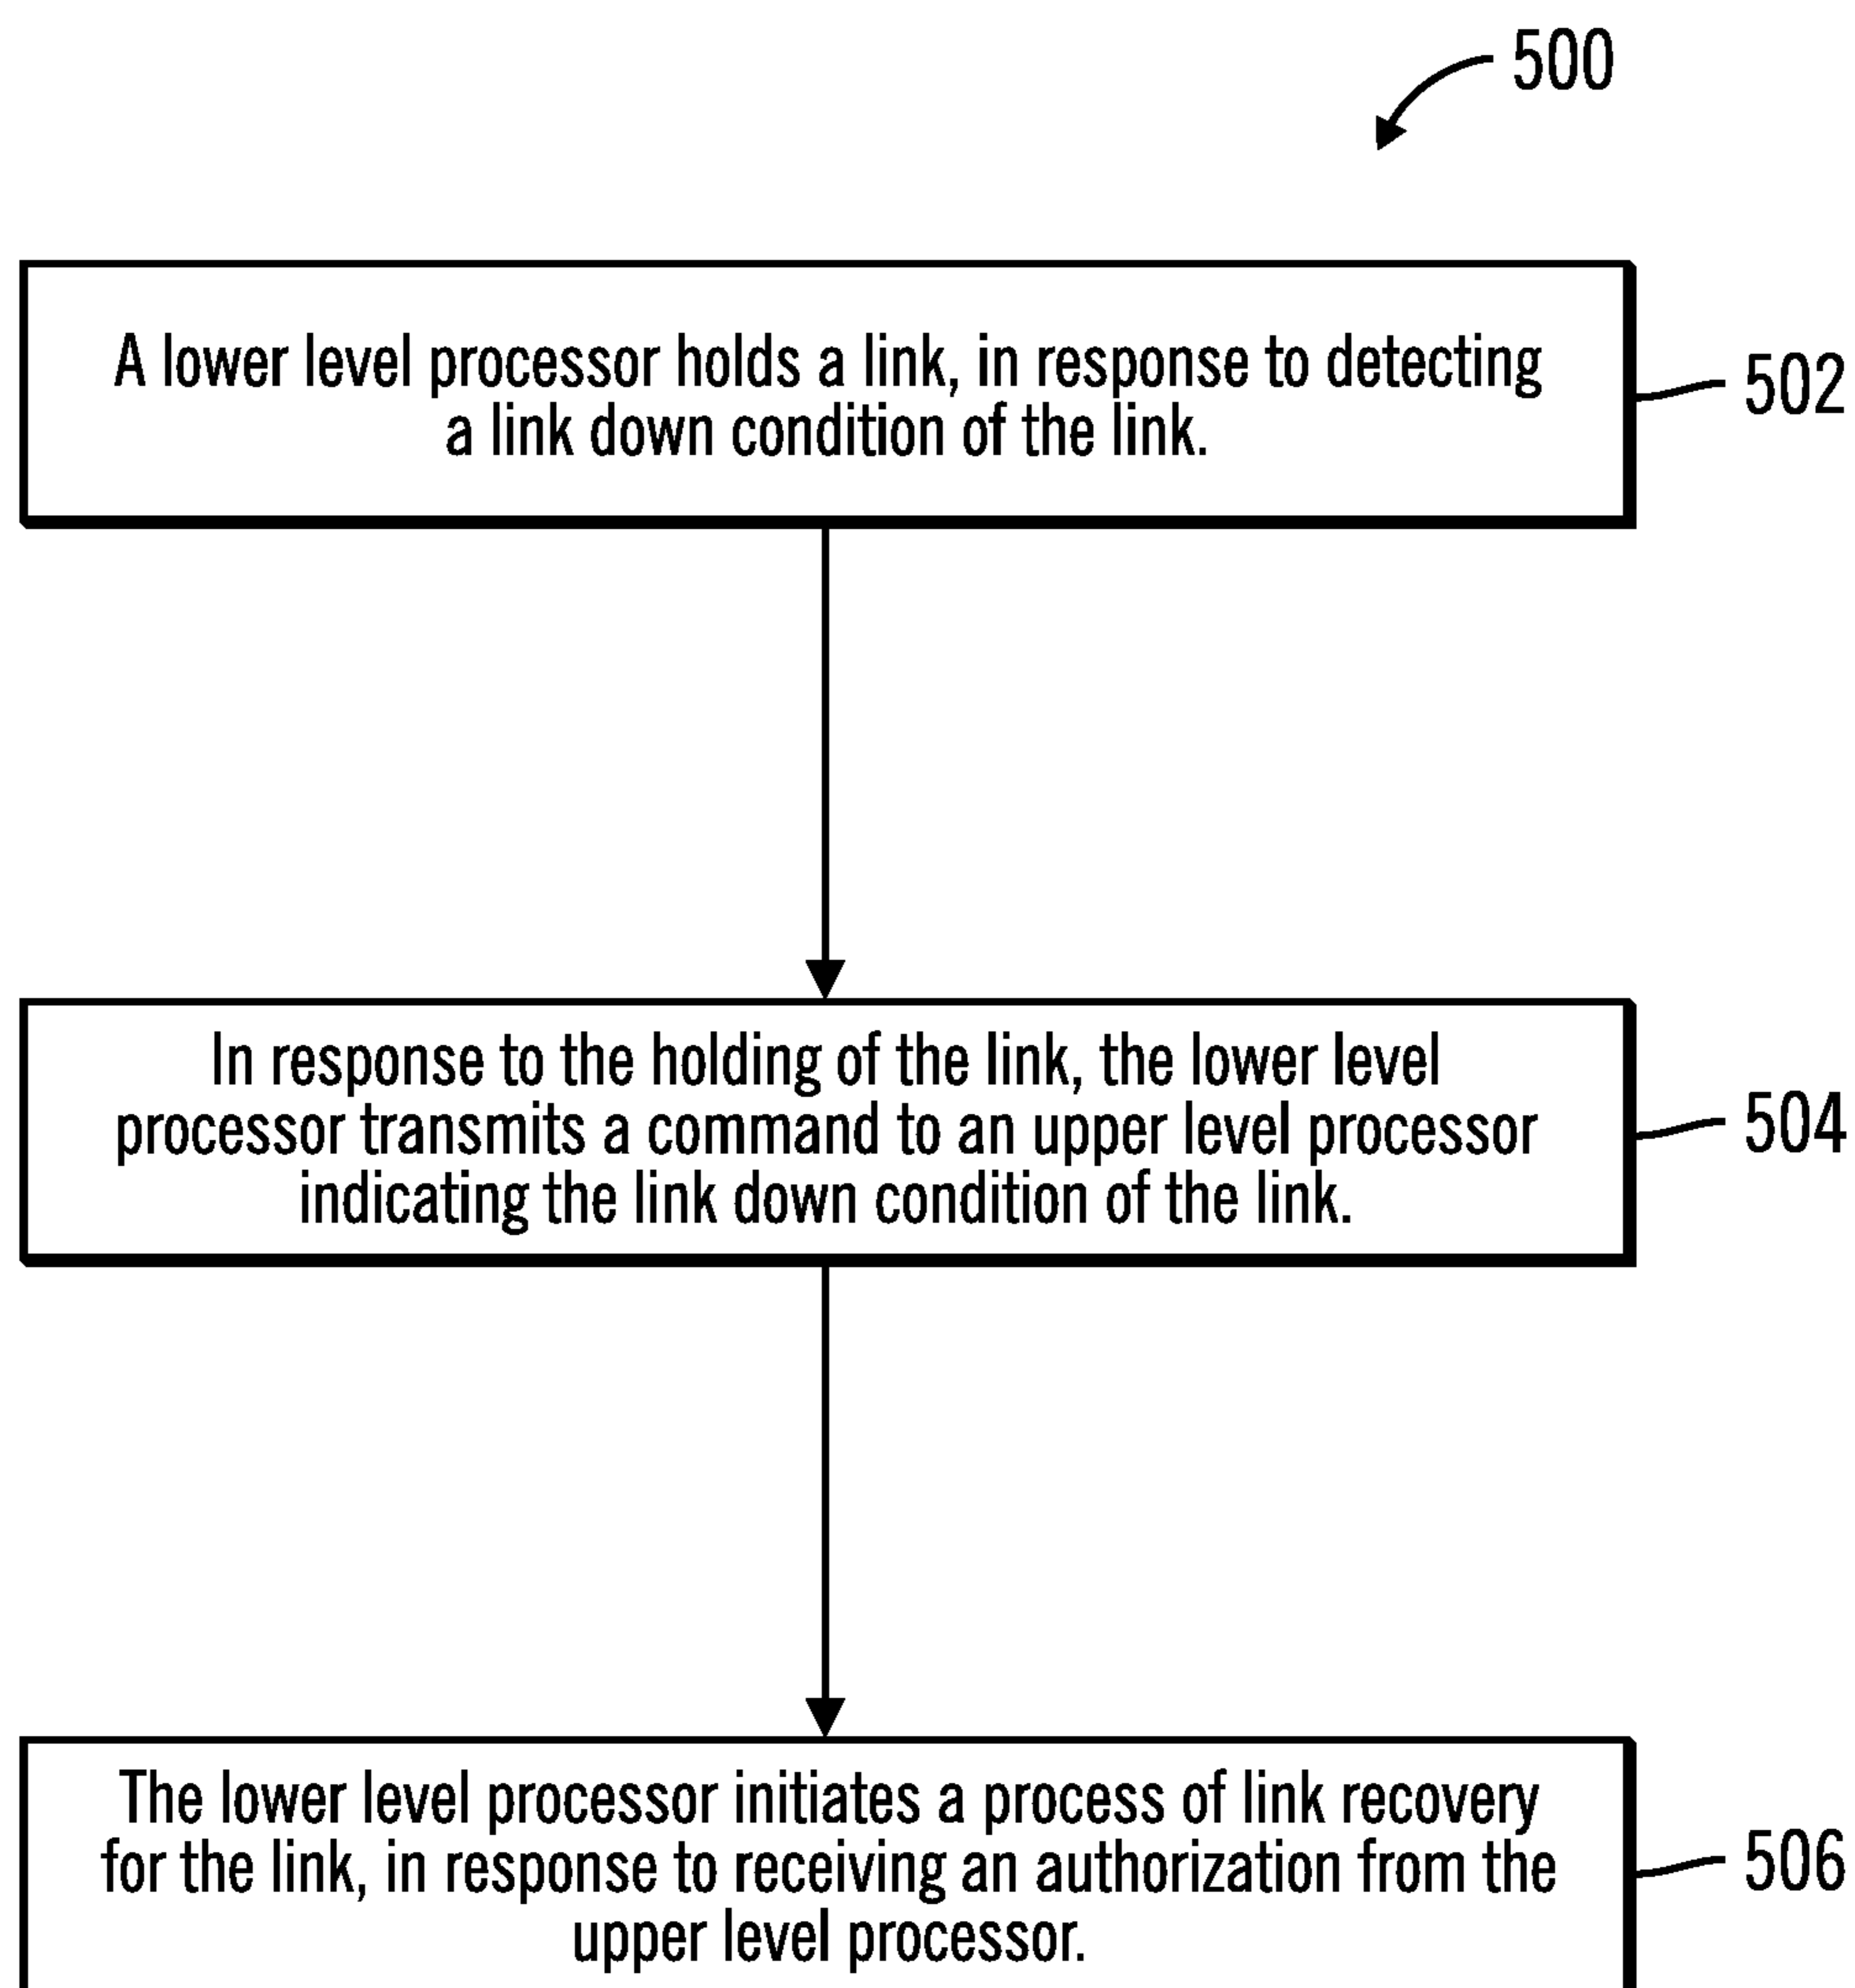 500
A lower level processor holds a link, in response to detecting
a link down condition of the link.
502
In response to the holding of the link, the lower level
processor transmits a command to an upper level processor
indicating the link down condition of the link.
504
The lower level processor initiates a process of link recovery
for the link, in response to receiving an authorization from the
upper level processor.
506